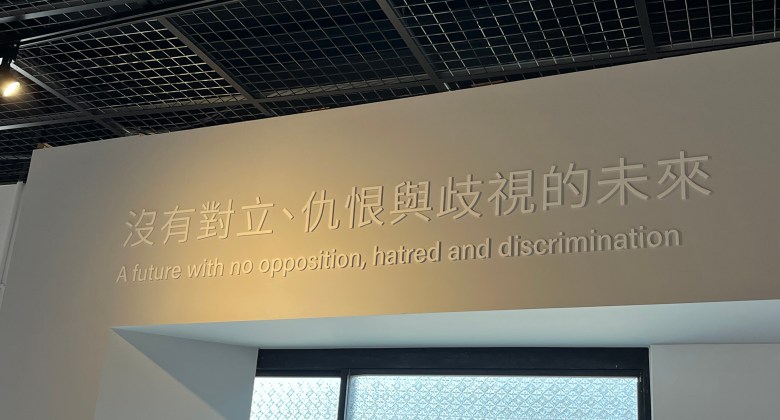 沒有對立、仇恨與歧視的未來
A future with no opposition, hatred and discrimination